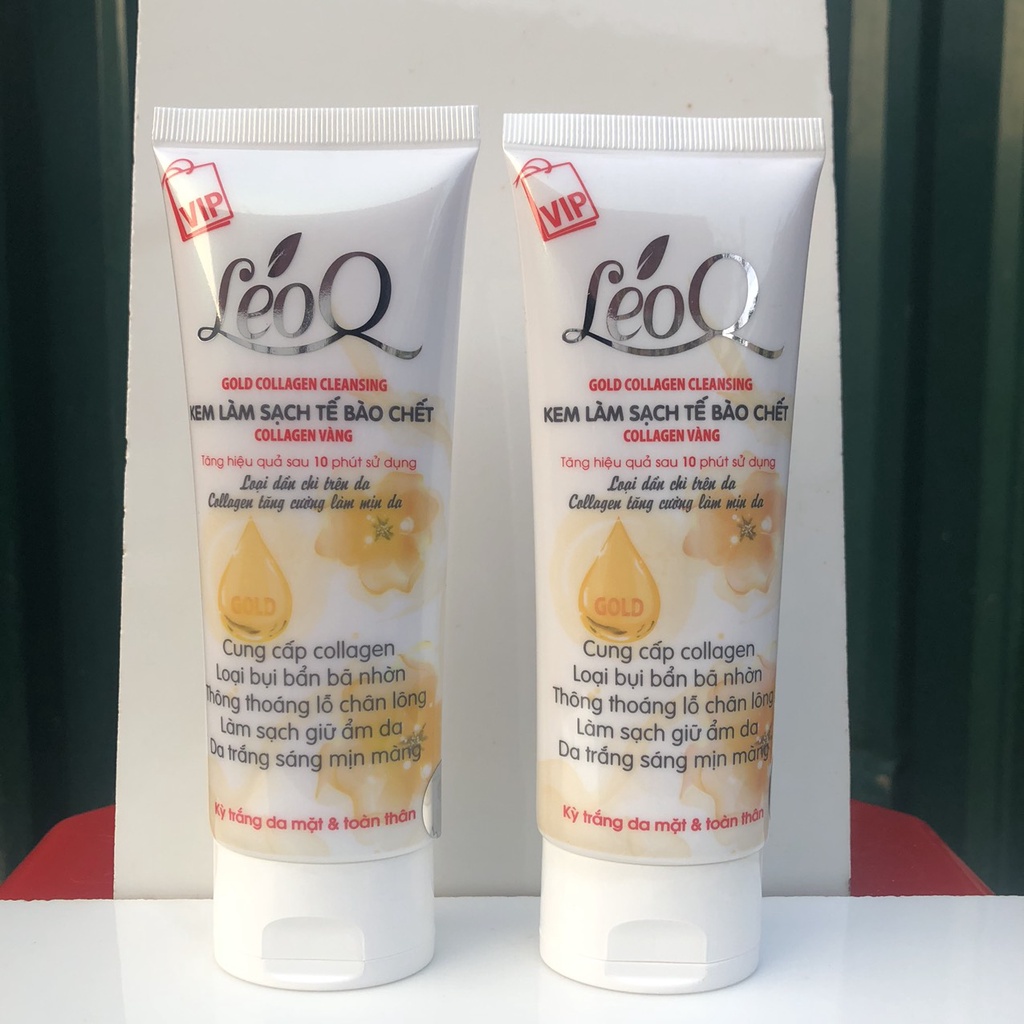 VIP
LéoQ
GOLD COLLAGEN CLEANSING
KEM LÀM SẠCH TẾ BÀO CHẾT
COLLAGEN VÀNG
Tăng hiệu quả sau 10 phút sử dụng
Loại dần chì trên da
Collagen tăng cường làm mịn da
GOLD
Cung cấp collagen
Loại bụi bẩn bã nhờn
Thông thoáng lỗ chân lông
Làm sạch giữ ẩm da
Da trắng sáng mịn màng
Kỳ trắng da mặt & toàn thân
VIP
LéoQ
GOLD COLLAGEN CLEANSING
KEM LÀM SẠCH TẾ BÀO CHẾT
COLLAGEN VÀNG
Tăng hiệu quả sau 10 phút sử dụng
Loại dần chì trên da
Collagen tăng cường làm mịn da
GOLD
Cung cấp collagen
Loại bụi bẩn bã nhờn
Thông thoáng lỗ chân lông
Làm sạch giữ ẩm da
Da trắng sáng mịn màng
Kỳ trắng da mặt & toàn thân